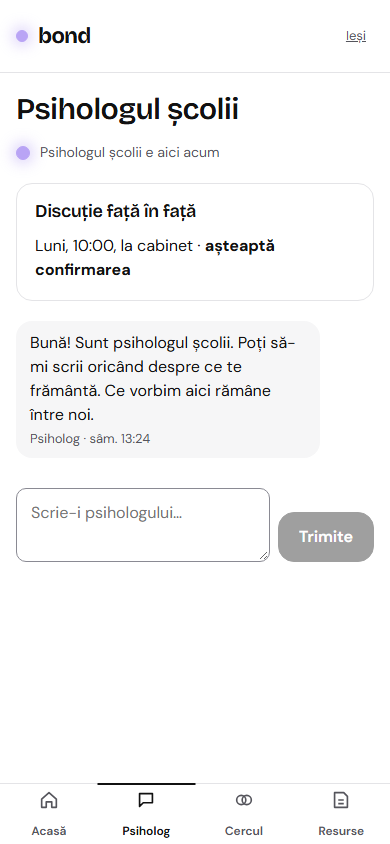 bond
Ieși
Psihologul școlii
Psihologul școlii e aici acum
Discuție față în față
Luni, 10:00, la cabinet · așteaptă
confirmarea
Bună! Sunt psihologul școlii. Poți să-
mi scrii oricând despre ce te
frământă. Ce vorbim aici rămâne
între noi.
Psiholog · sâm. 13:24
Scrie-i psihologului...
Trimite
Acasă
Psiholog
Cercul
Resurse